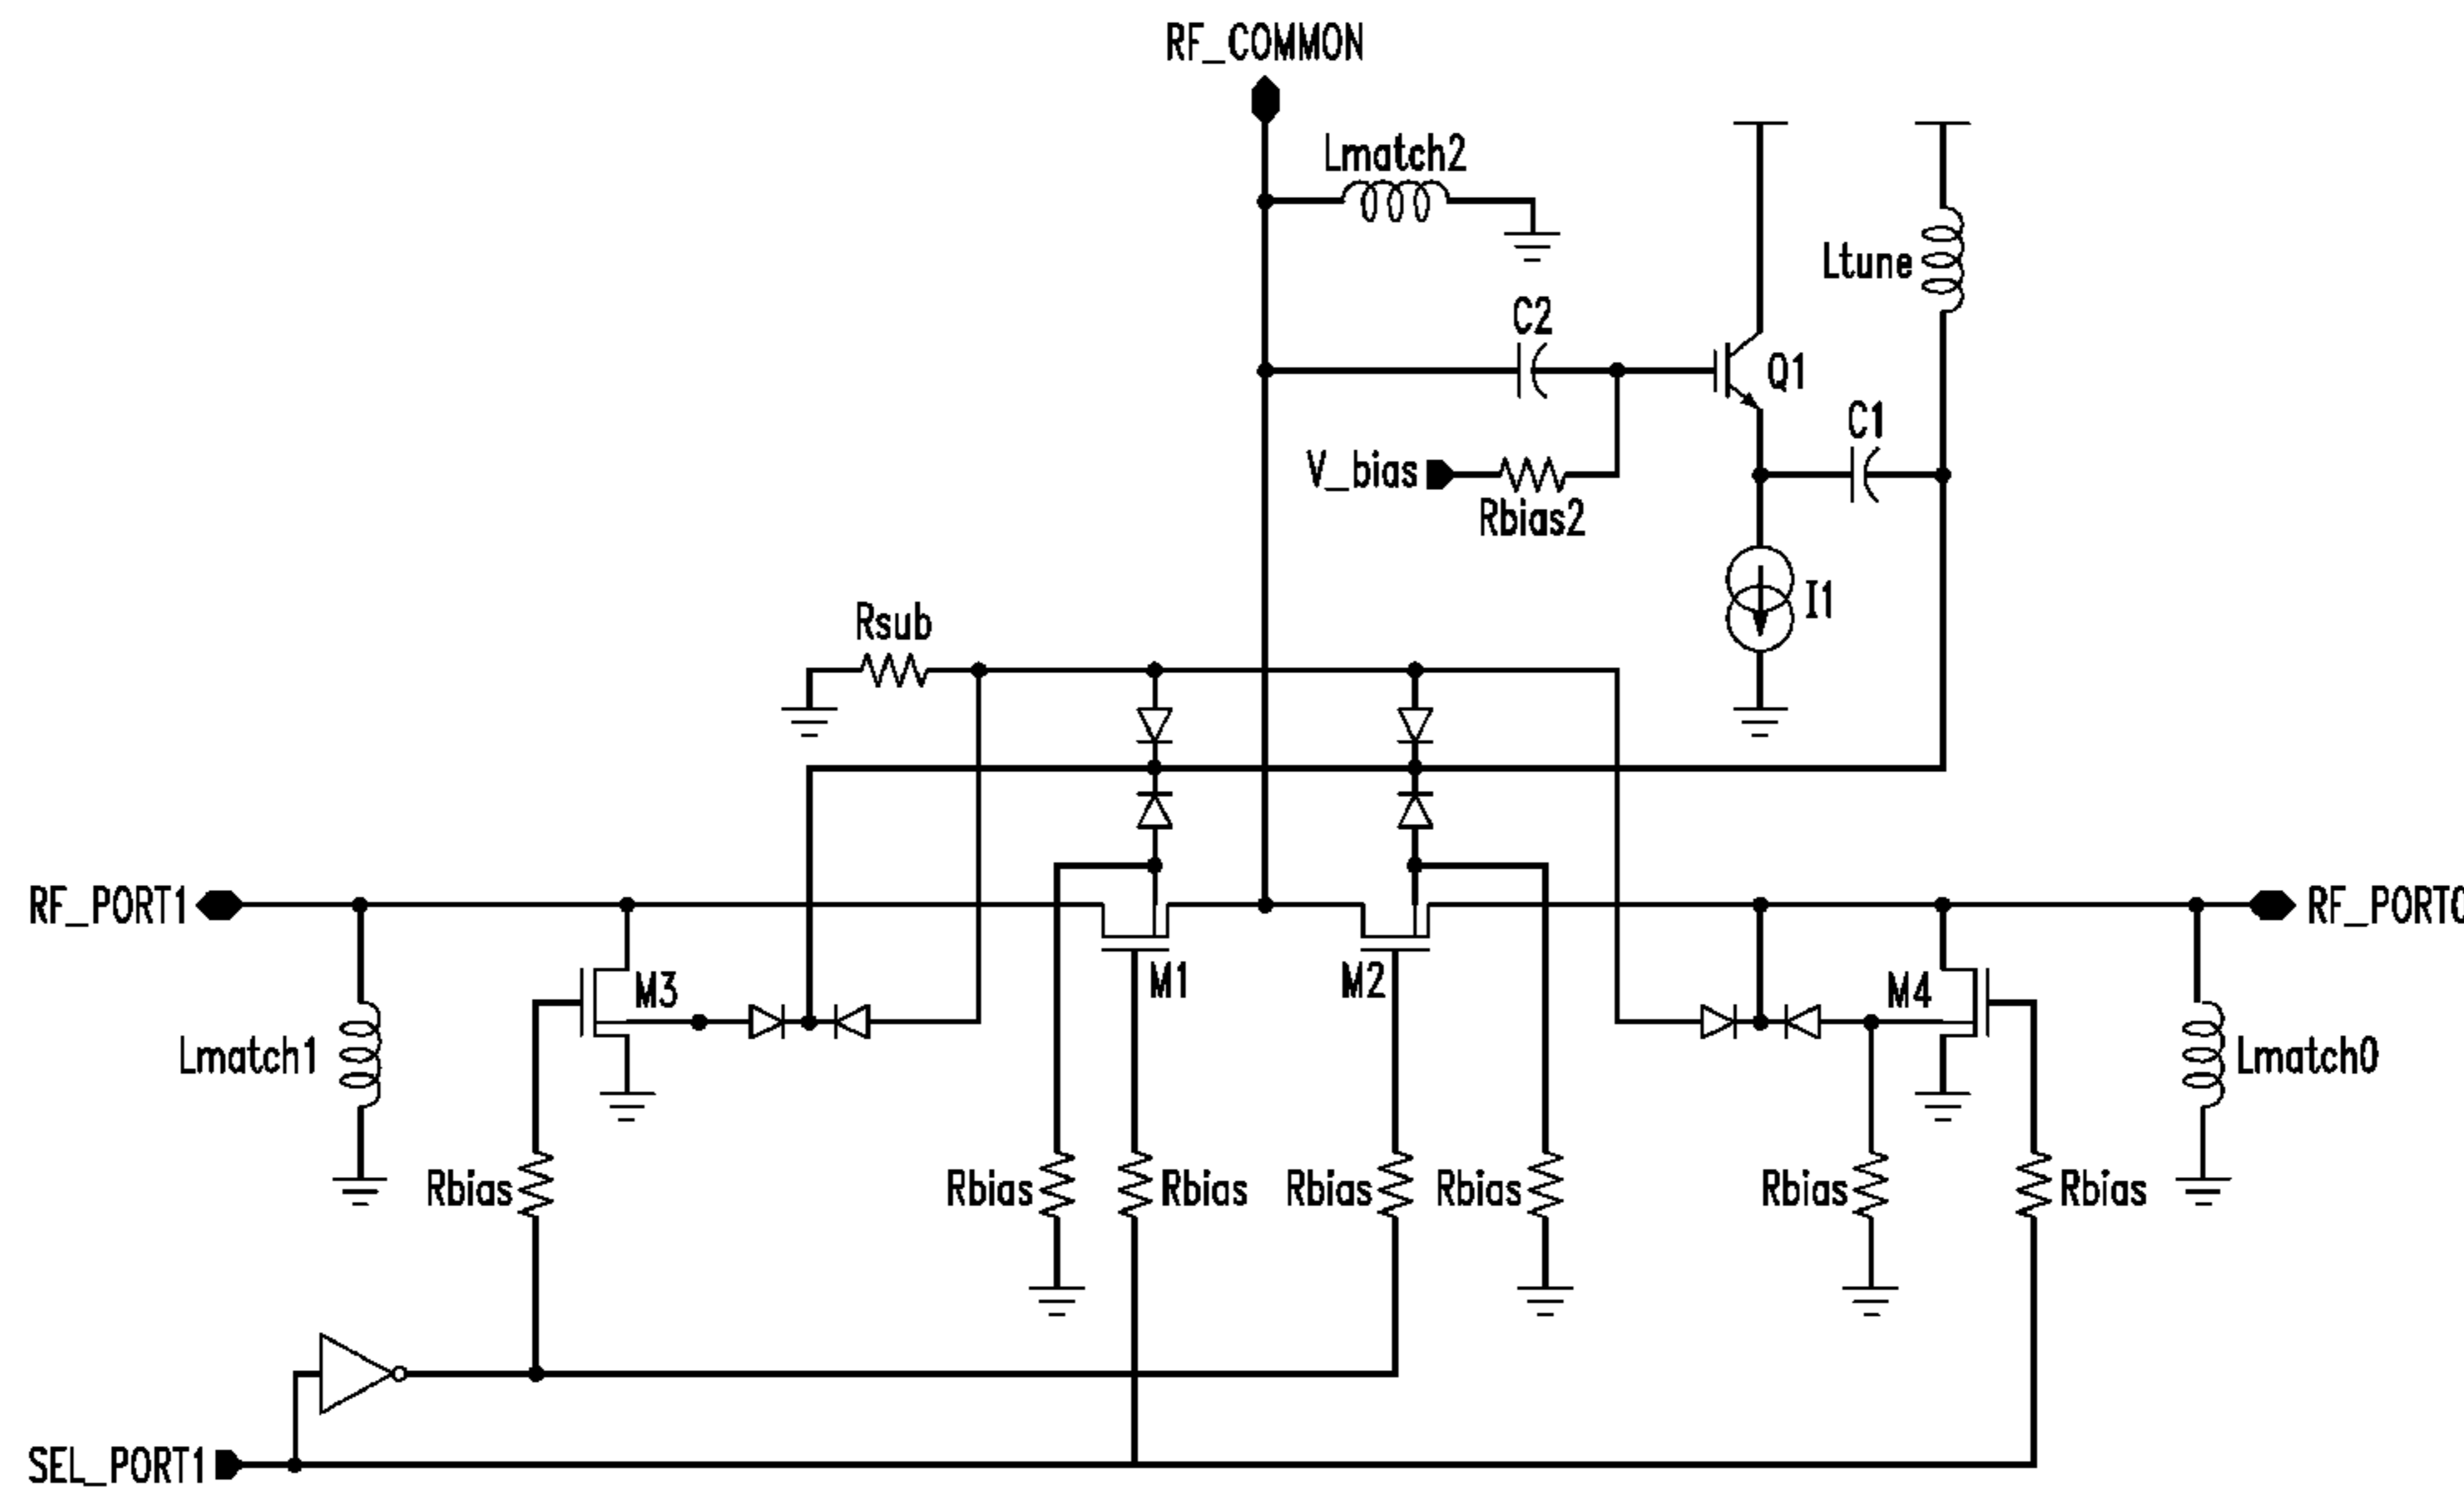 RF_COMMON
Lmatch2
Ltune
C2
Q1
C1
V_bias
Rbias2
I1
Rsub
RF_PORT1
RF_PORT0
M3
M1
M2
M4
Lmatch1
Lmatch0
Rbias
Rbias
Rbias
Rbias
Rbias
Rbias
Rbias
SEL_PORT1